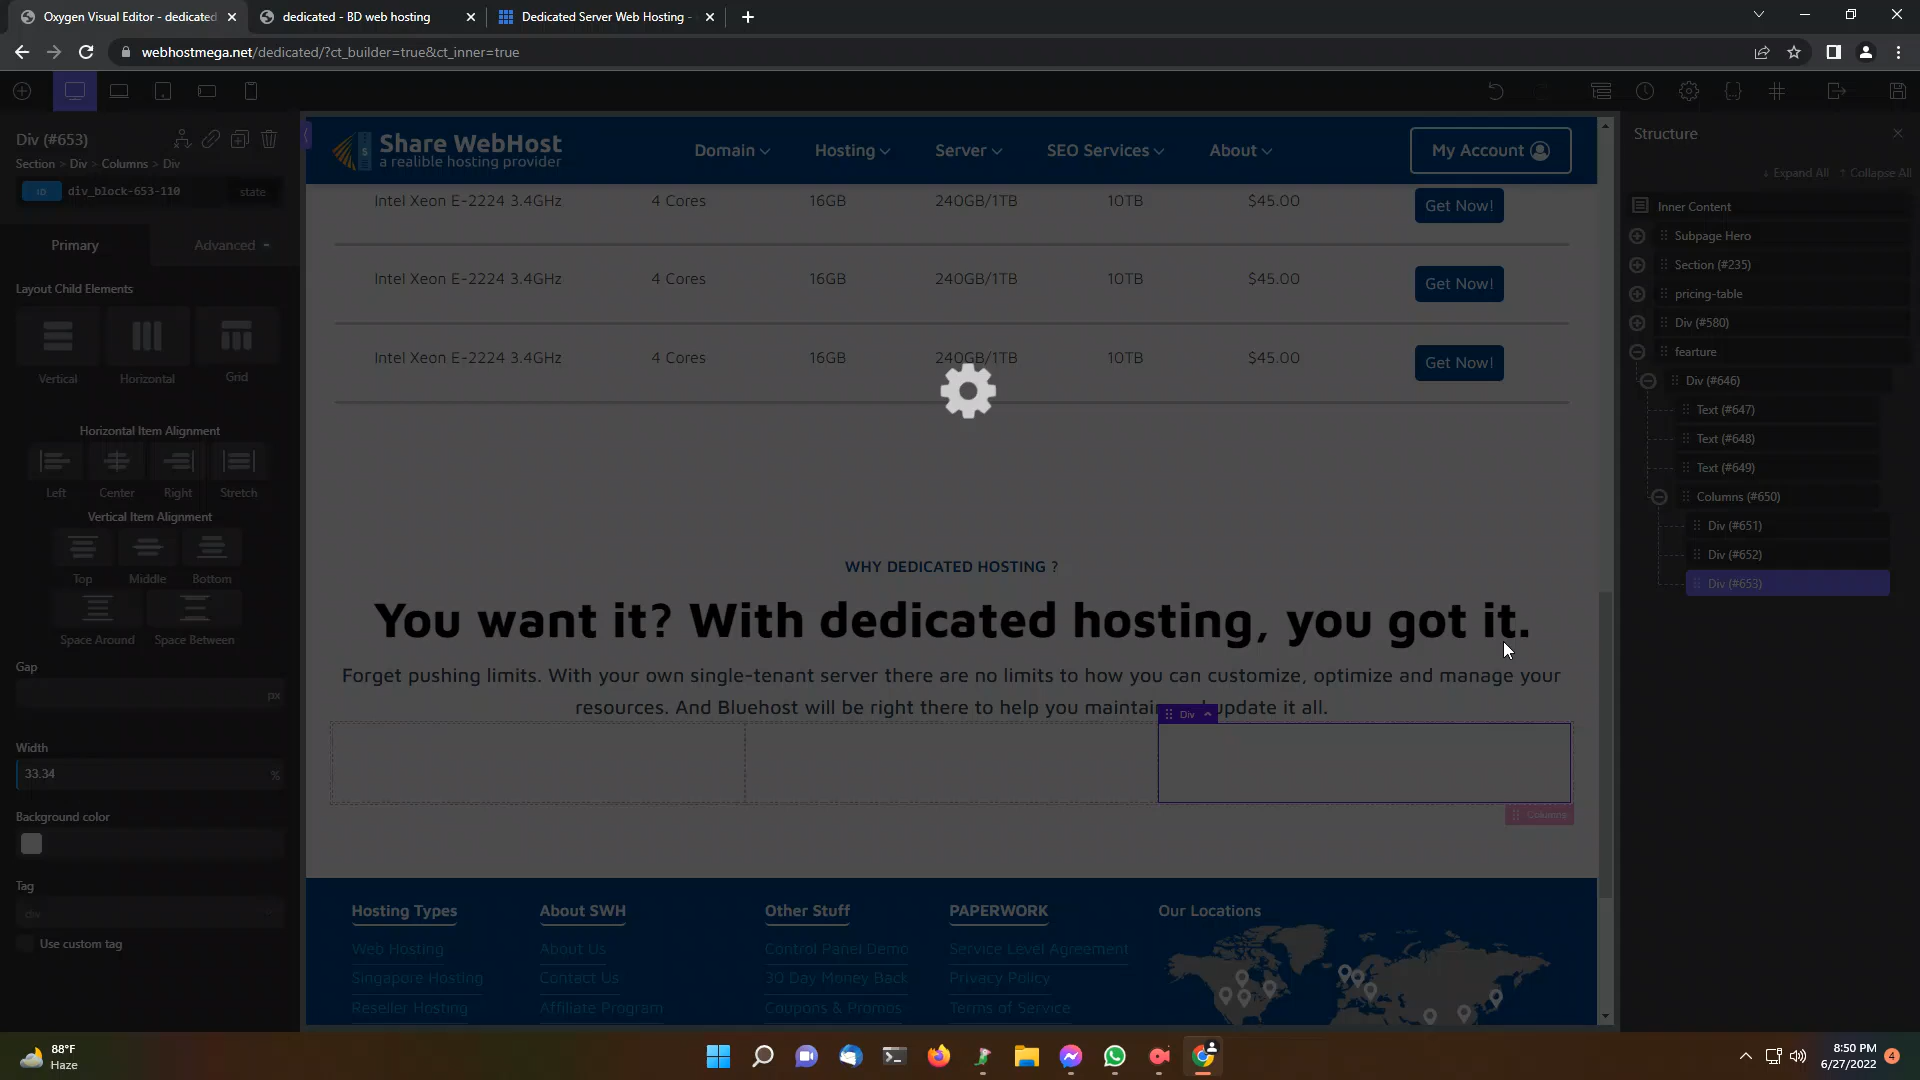 Oxygen Visual Editor - dedicated
dedicated - BD web hosting
Dedicated Server Web Hosting -
webhostmega.net/dedicated/?ct_builder=true&ct_inner=true
Div (#653)
Section > Div > Columns > Div
ID div_block-653-110 state
Primary Advanced
Layout Child Elements
Vertical Horizontal Grid
Horizontal Item Alignment
Left Center Right Stretch
Vertical Item Alignment
Top Middle Bottom
Space Around Space Between
Gap
px
Width
33.34 %
Background color
Tag
div
Use custom tag
Share WebHost
a realible hosting provider
Domain Hosting Server SEO Services About My Account
Intel Xeon E-2224 3.4GHz 4 Cores 16GB 240GB/1TB 10TB $45.00 Get Now!
Intel Xeon E-2224 3.4GHz 4 Cores 16GB 240GB/1TB 10TB $45.00 Get Now!
Intel Xeon E-2224 3.4GHz 4 Cores 16GB 240GB/1TB 10TB $45.00 Get Now!
WHY DEDICATED HOSTING ?
You want it? With dedicated hosting, you got it.
Forget pushing limits. With your own single-tenant server there are no limits to how you can customize, optimize and manage your
resources. And Bluehost will be right there to help you maintain update it all.
Div
Columns
Hosting Types About SWH Other Stuff PAPERWORK Our Locations
Web Hosting About Us Control Panel Demo Service Level Agreement
Singapore Hosting Contact Us 30 Day Money Back Privacy Policy
Reseller Hosting Affiliate Program Coupons & Promos Terms of Service
Structure
Expand All Collapse All
Inner Content
Subpage Hero
Section (#235)
pricing-table
Div (#580)
fearture
Div (#646)
Text (#647)
Text (#648)
Text (#649)
Columns (#650)
Div (#651)
Div (#652)
Div (#653)
88°F
Haze
8:50 PM
6/27/2022
4